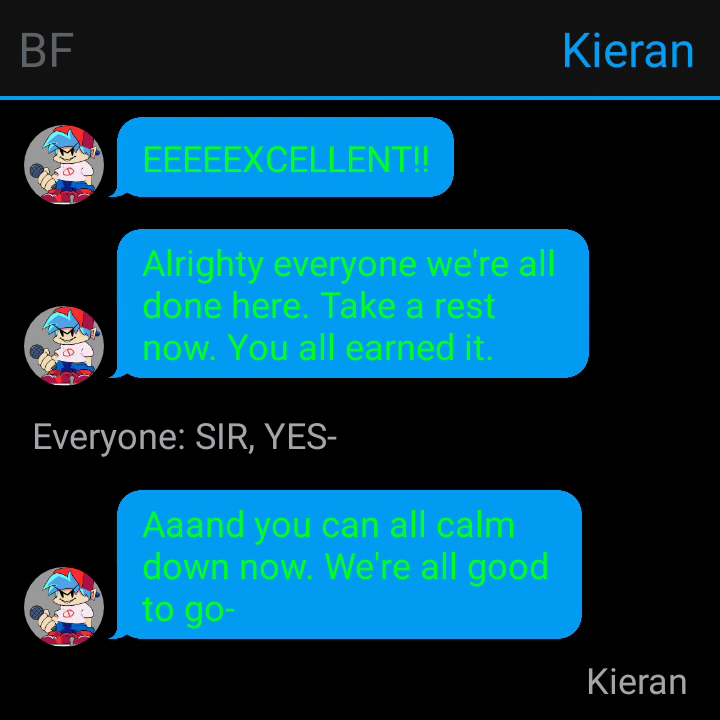 BF
Kieran
EEEEEXCELLENT!!
Alrighty everyone we're all
done here. Take a rest
now. You all earned it.
Everyone: SIR, YES-
Aaand you can all calm
down now. We're all good
to go-
Kieran